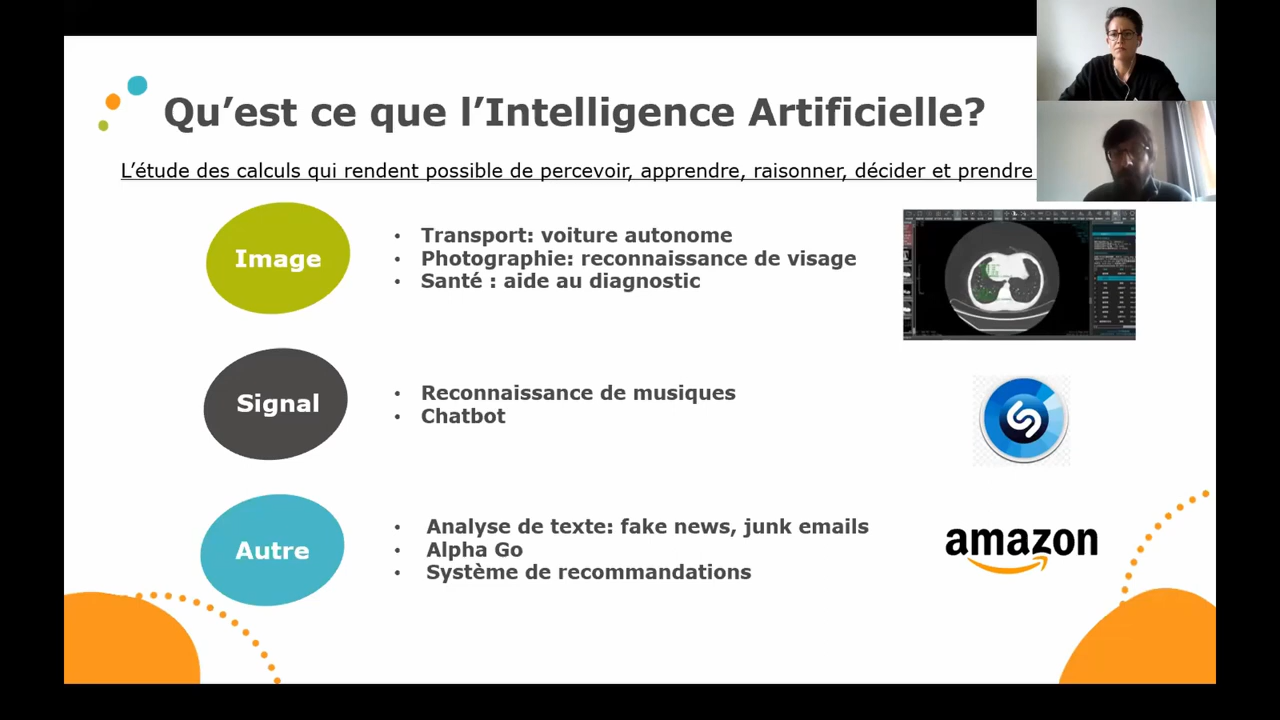 Qu’est ce que l’Intelligence Artificielle?
L’étude des calculs qui rendent possible de percevoir, apprendre, raisonner, décider et prendre
Image
• Transport: voiture autonome
• Photographie: reconnaissance de visage
• Santé : aide au diagnostic
Signal
• Reconnaissance de musiques
• Chatbot
Autre
• Analyse de texte: fake news, junk emails
• Alpha Go
• Système de recommandations
amazon